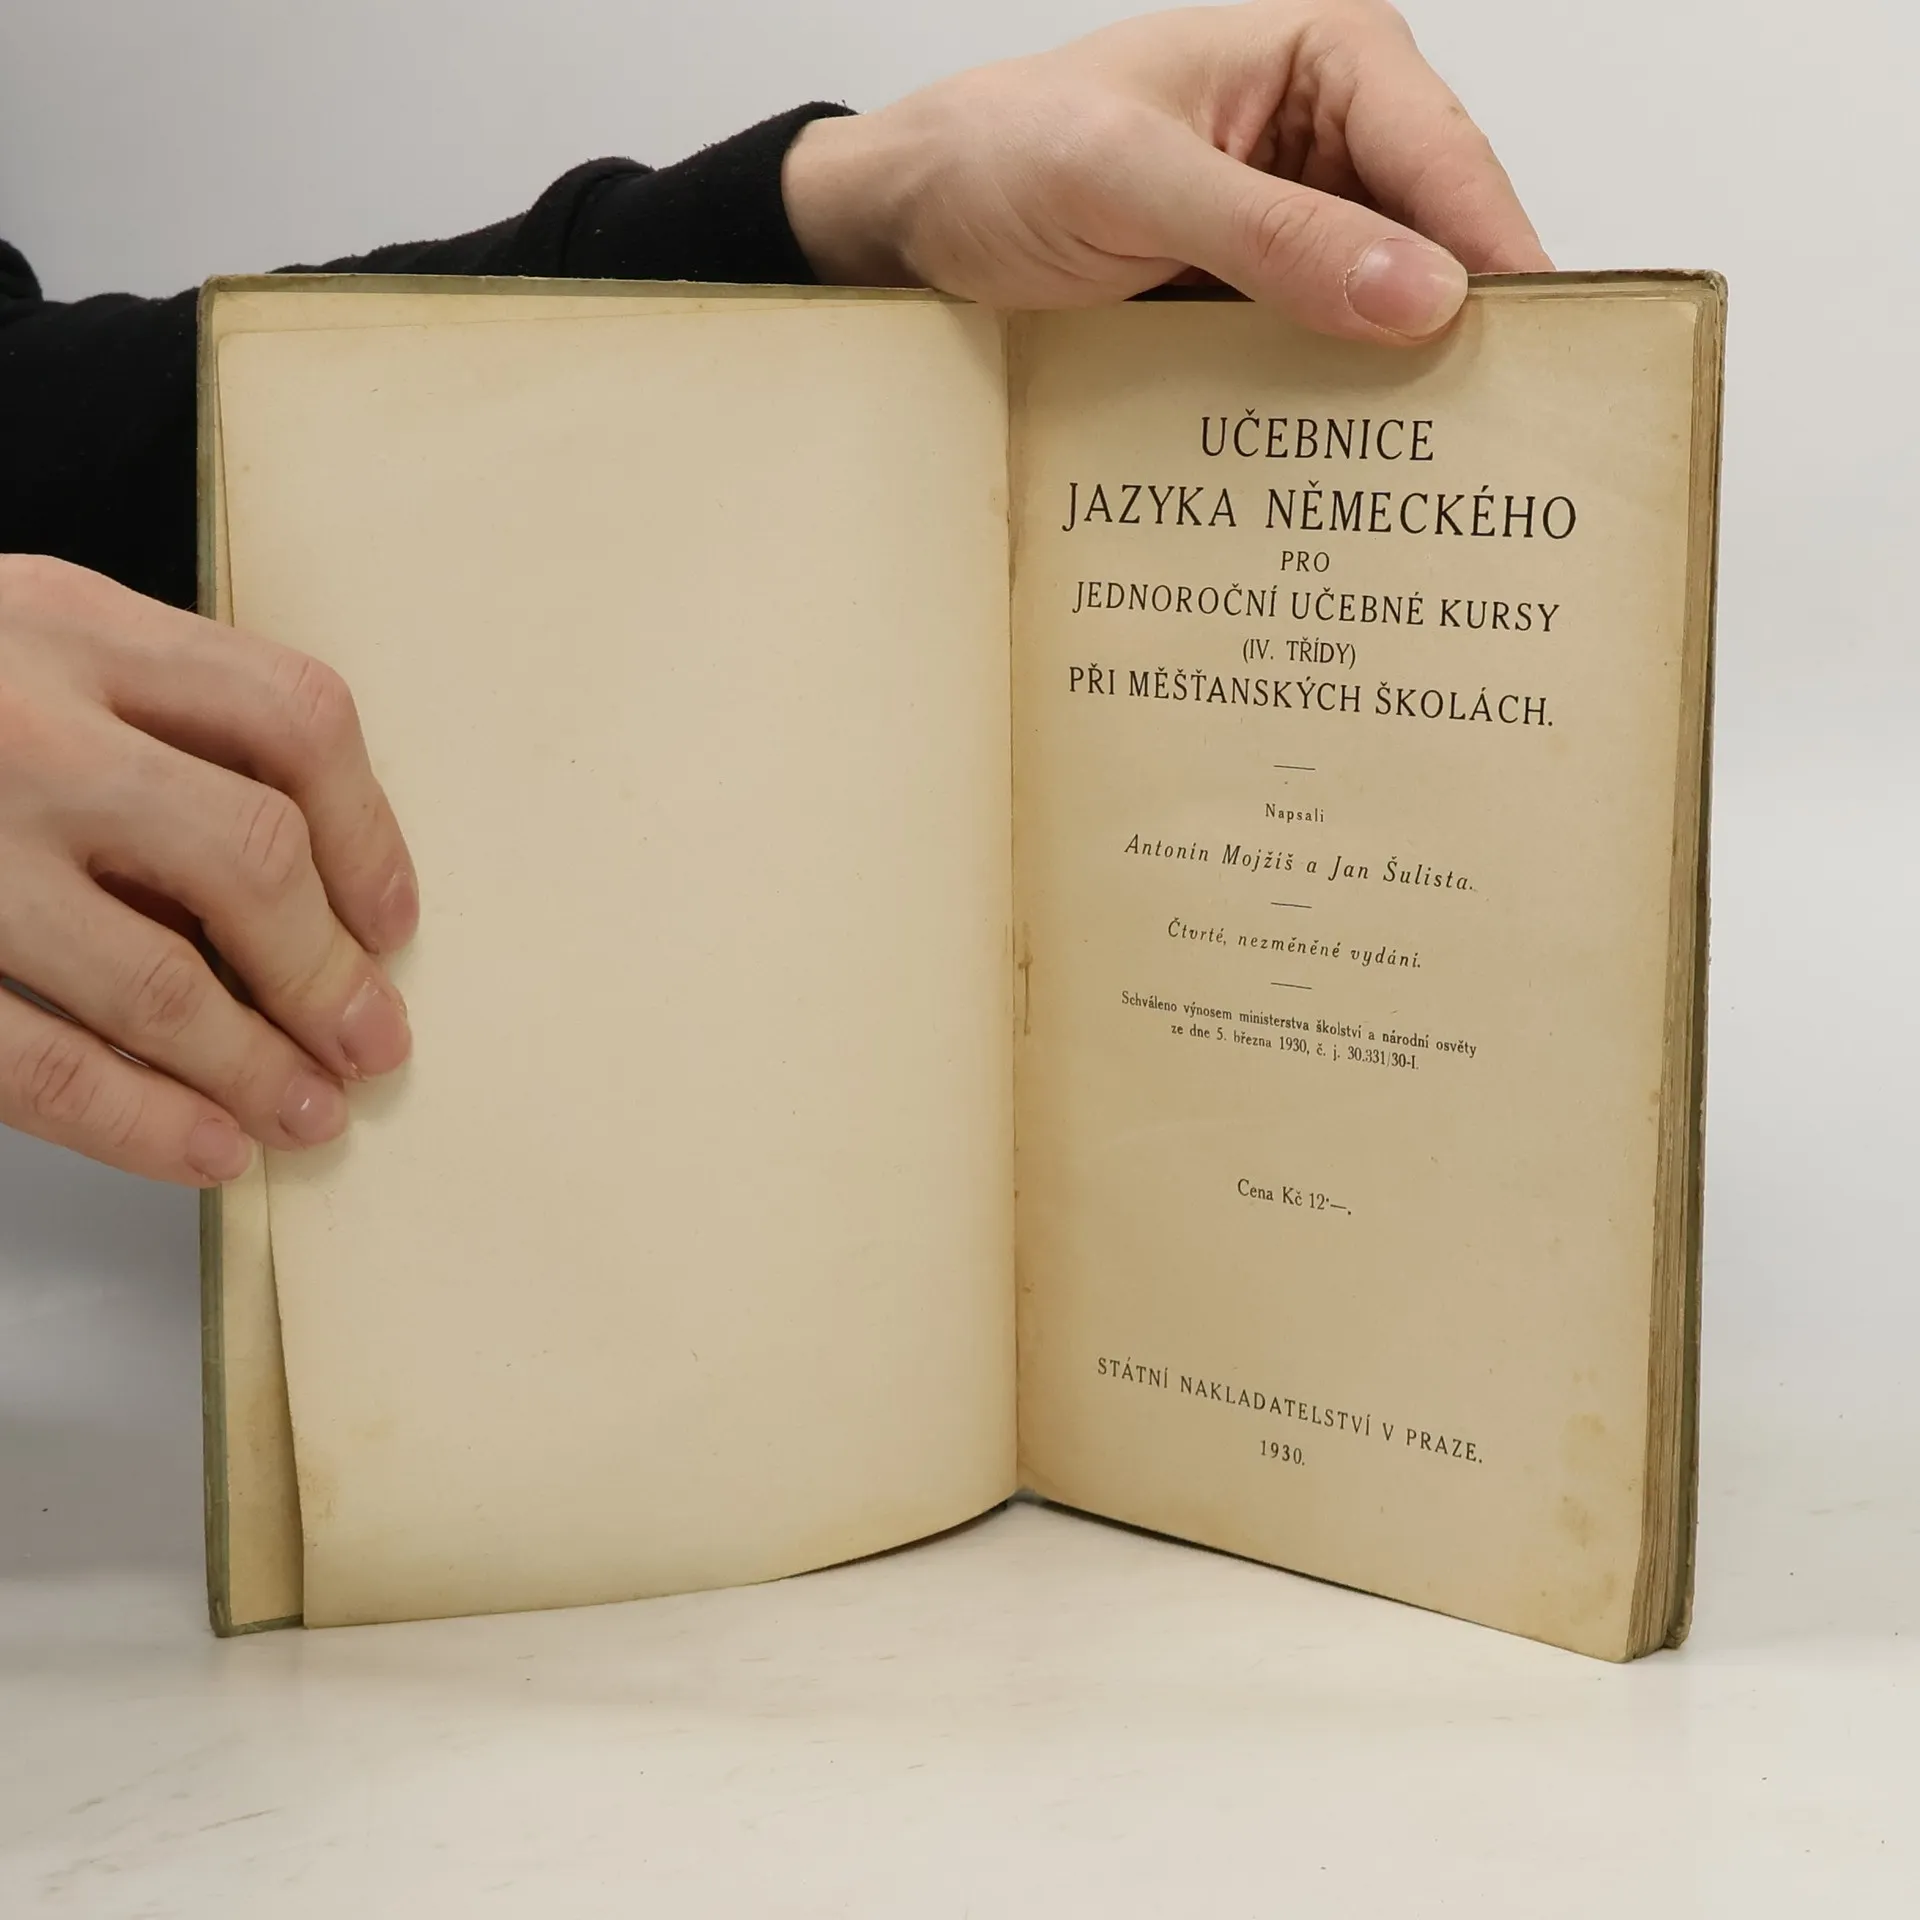 UČEBNICE
JAZYKA NĚMECKÉHO
PRO
JEDNOROČNÍ UČEBNÉ KURSY
(IV. TŘÍDY)
PŘI MĚŠŤANSKÝCH ŠKOLÁCH.
Napsali
Antonín Mojžíš a Jan Šulista.
Čtvrté, nezměněné vydání.
Schváleno výnosem ministerstva školství a národní osvěty
ze dne 5. března 1930, č. j. 30.331/30-I.
Cena Kč 12·—.
STÁTNÍ NAKLADATELSTVÍ V PRAZE.
1930.